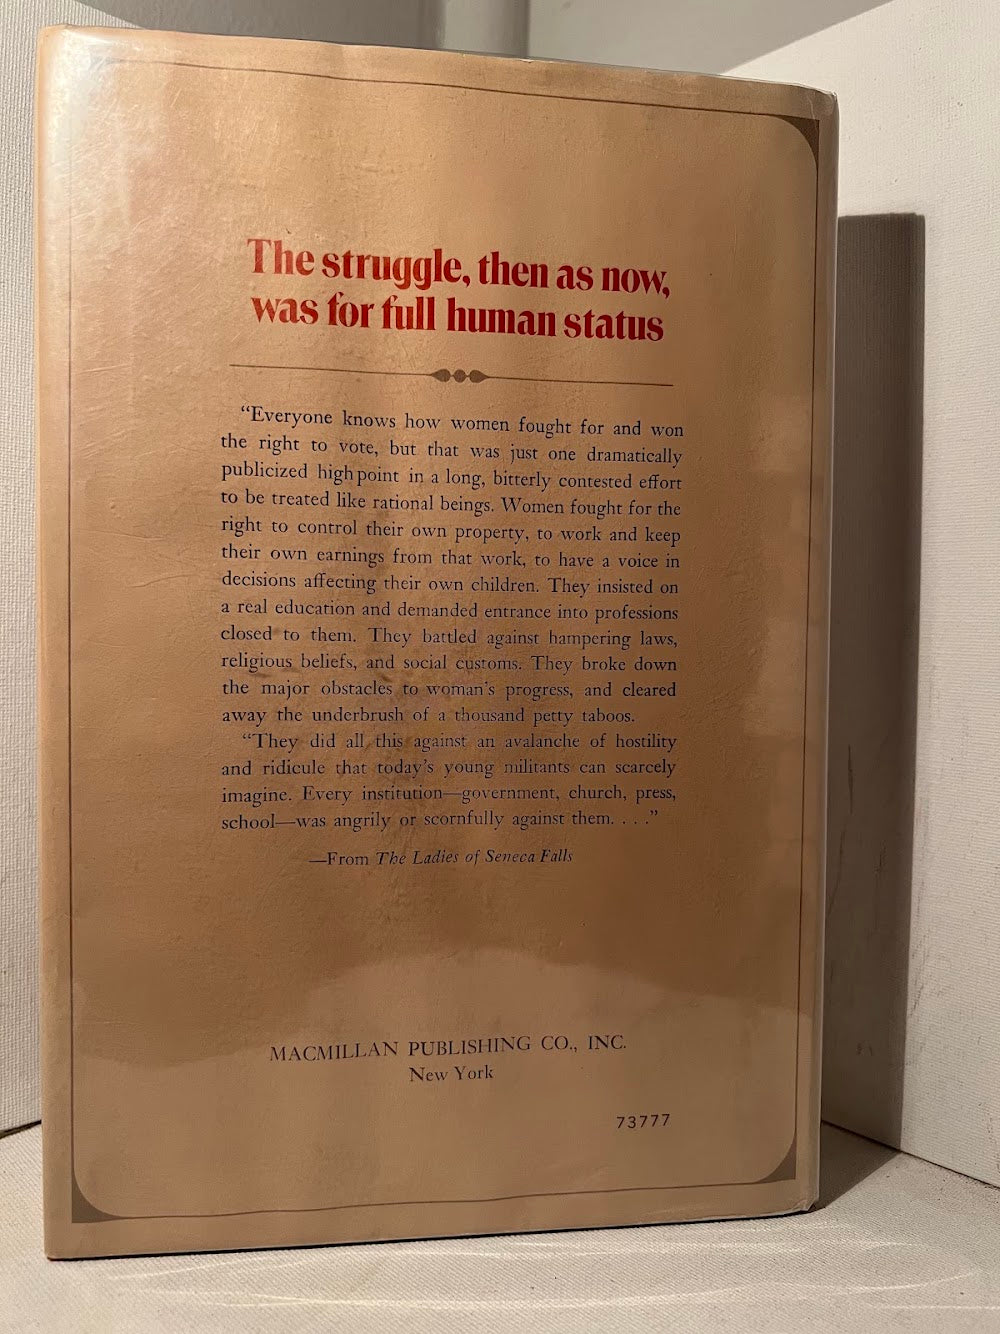 The struggle, then as now,
was for full human status
“Everyone knows how women fought for and won
the right to vote, but that was just one dramatically
publicized high point in a long, bitterly contested effort
to be treated like rational beings. Women fought for the
right to control their own property, to work and keep
their own earnings from that work, to have a voice in
decisions affecting their own children. They insisted on
a real education and demanded entrance into professions
closed to them. They battled against hampering laws,
religious beliefs, and social customs. They broke down
the major obstacles to woman’s progress, and cleared
away the underbrush of a thousand petty taboos.
“They did all this against an avalanche of hostility
and ridicule that today’s young militants can scarcely
imagine. Every institution—government, church, press,
school—was angrily or scornfully against them. . . .”
—From The Ladies of Seneca Falls
MACMILLAN PUBLISHING CO., INC.
New York
73777